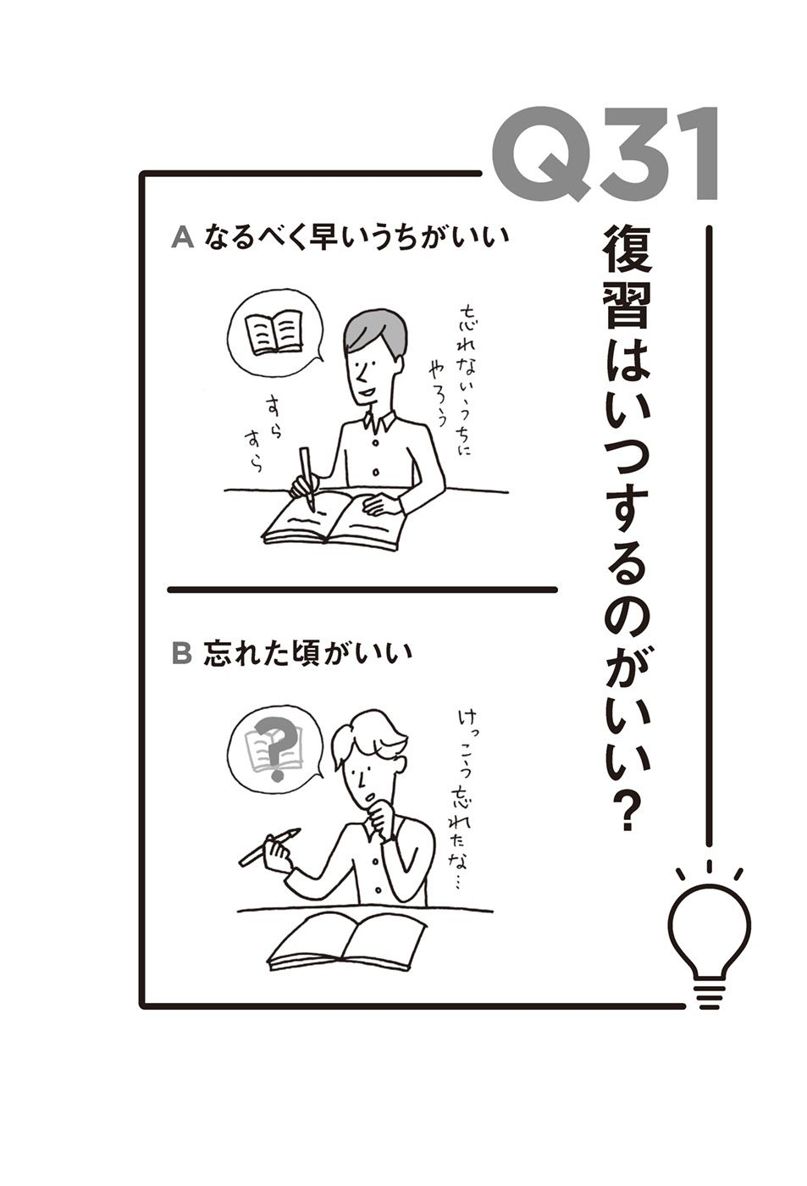 Q31
復習はいつするのがいい？
A なるべく早いうちがいい
忘れないうちに
やろう
すら
すら
B 忘れた頃がいい
?
けっこう忘れたな…